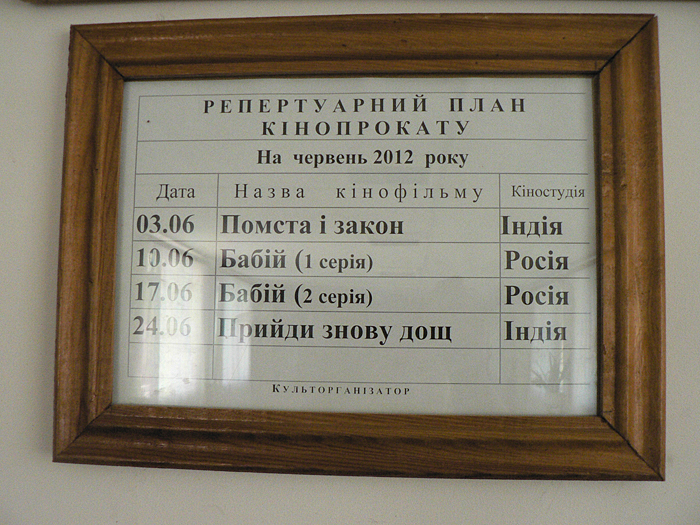 РЕПЕРТУАРНИЙ ПЛАН
КІНОПРОКАТУ
На червень 2012 року
Дата Назва кінофільму Кіностудія
03.06 Помста і закон Індія
10.06 Бабій (1 серія) Росія
17.06 Бабій (2 серія) Росія
24.06 Прийди знову дощ Індія
КУЛЬТОРГАНІЗАТОР